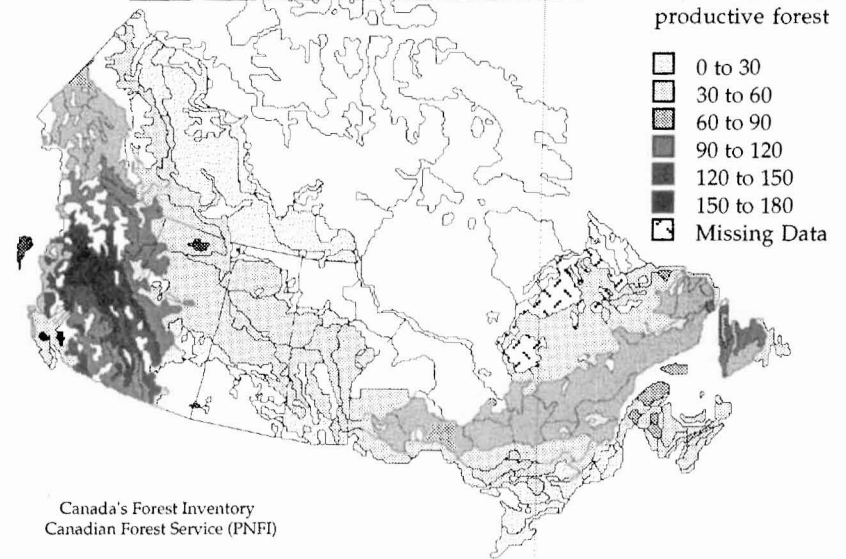 productive forest
0 to 30
30 to 60
60 to 90
90 to 120
120 to 150
150 to 180
Missing Data
Canada's Forest Inventory
Canadian Forest Service (PNFI)